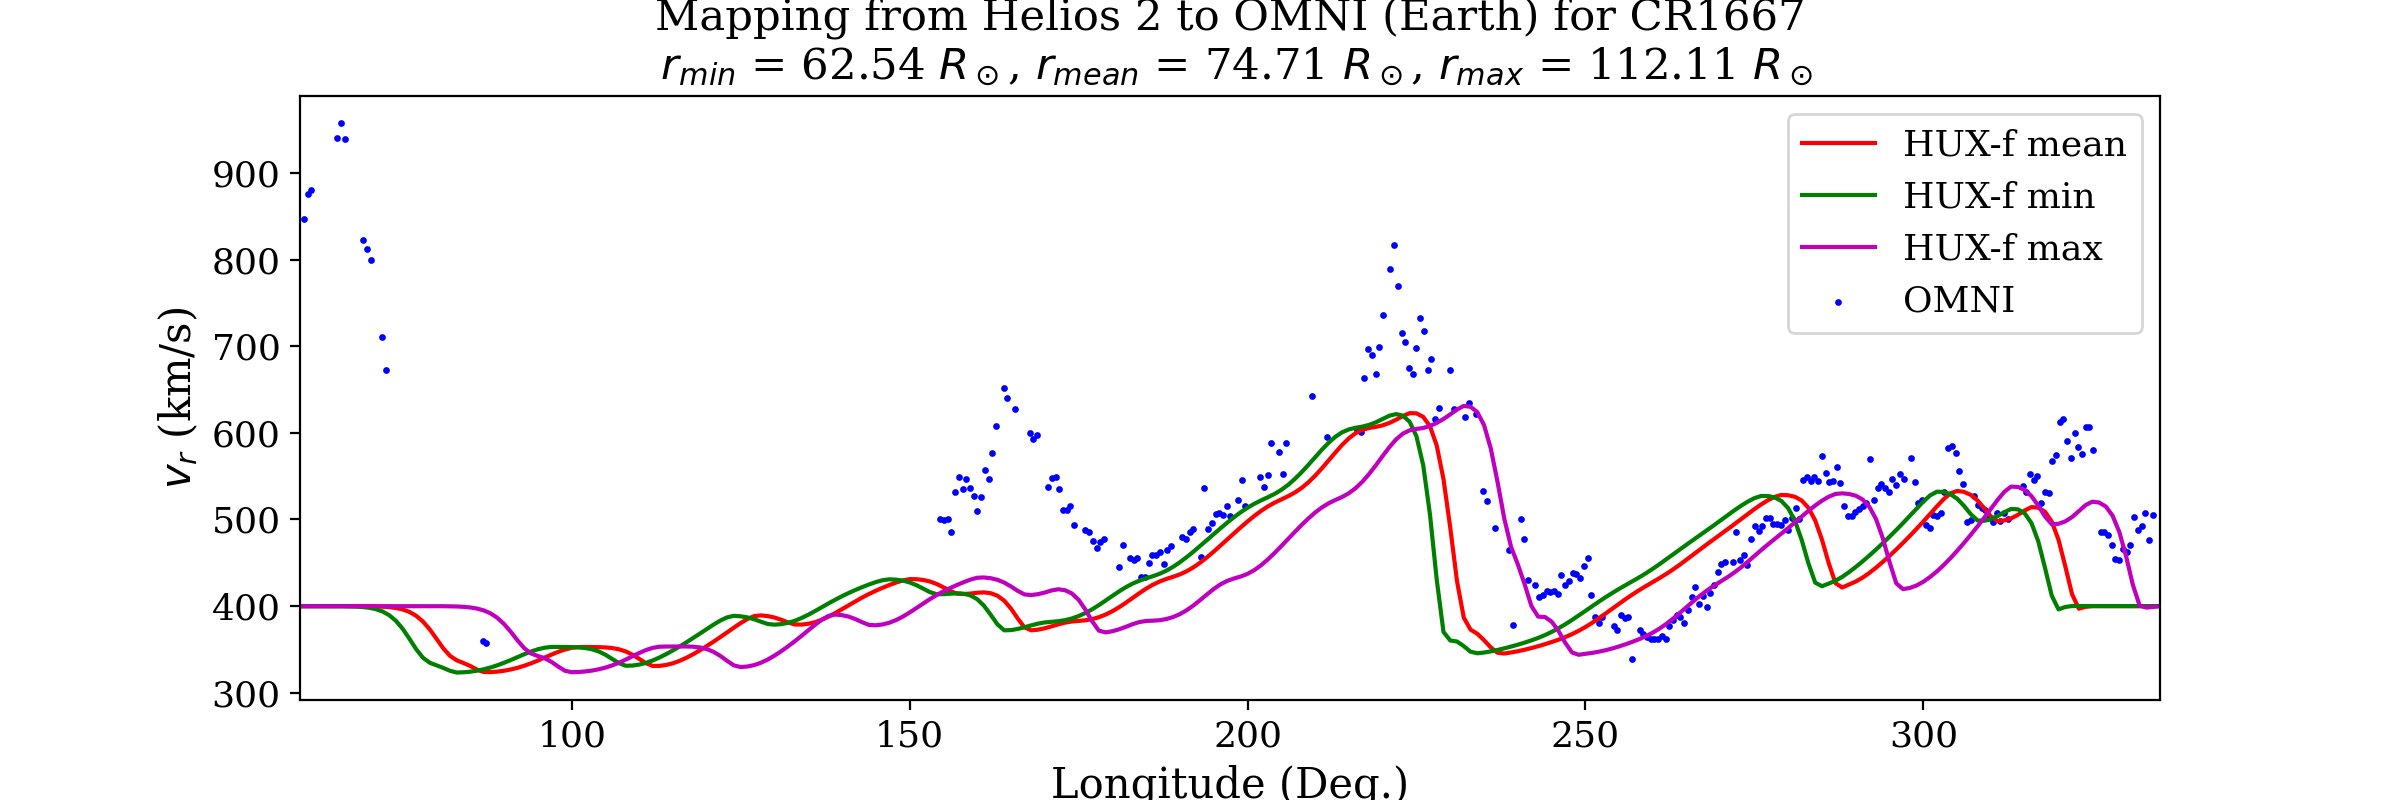 Mapping from Helios 2 to OMNI (Earth) for CR1667
r_min = 62.54 R_⊙, r_mean = 74.71 R_⊙, r_max = 112.11 R_⊙
HUX-f mean
HUX-f min
HUX-f max
OMNI
900
800
700
600
500
400
300
v_r (km/s)
100 150 200 250 300
Longitude (Deg.)